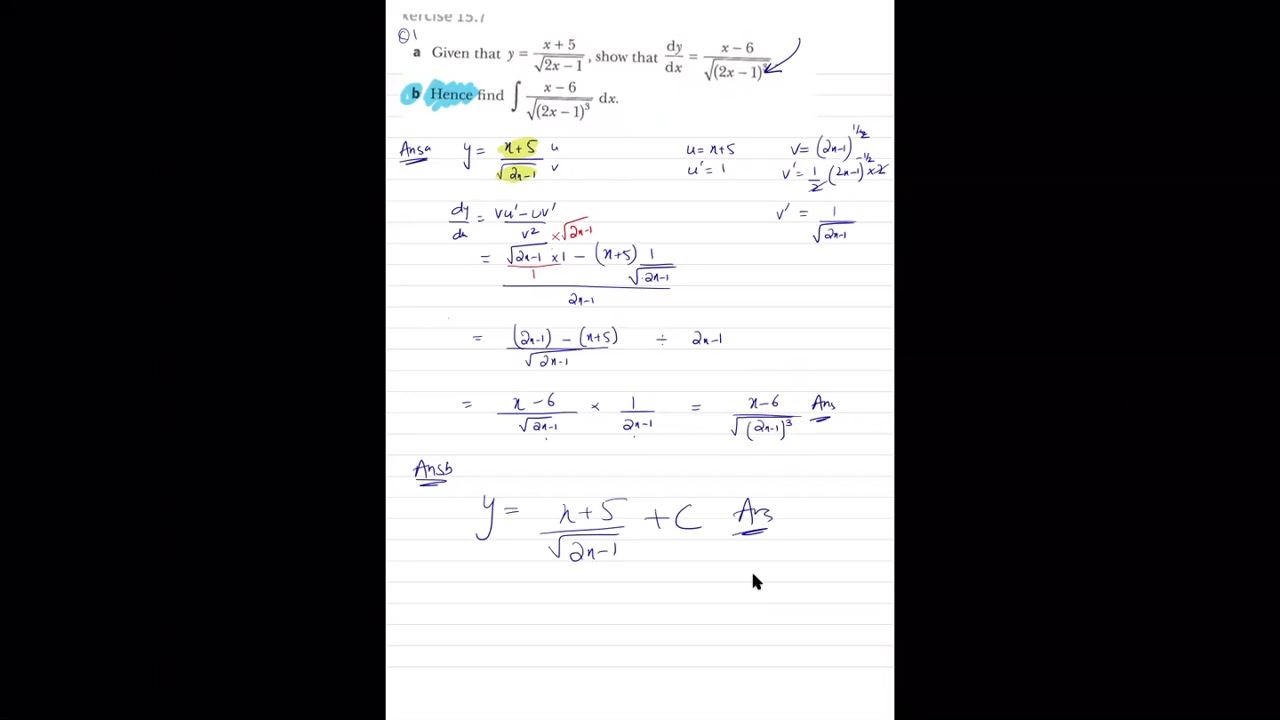 xercise 15.7
Q1
a Given that y = (x + 5)/√(2x − 1), show that dy/dx = (x − 6)/√((2x − 1)³)
b Hence find ∫ (x − 6)/√((2x − 1)³) dx.
Ansa y = (x+5)/√(2x−1) u v u = x+5 v = (2x−1)^(1/2)
u' = 1 v' = 1/2 (2x−1)^(−1/2) × 2
dy/dx = (vu' − uv')/v² v' = 1/√(2x−1)
×√(2x−1)
= (√(2x−1)/1 × 1 − (x+5) 1/√(2x−1))/(2x−1)
= ((2x−1) − (x+5))/√(2x−1) ÷ 2x−1
= (x − 6)/√(2x−1) × 1/(2x−1) = (x−6)/√((2x−1)³) Ans
Ansb
y = (x+5)/√(2x−1) + C Ans